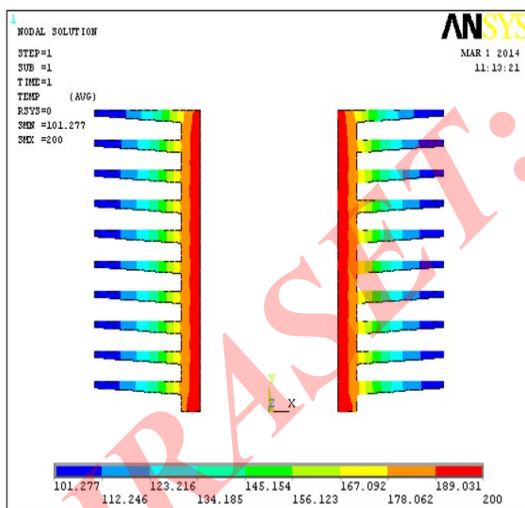 1
NODAL SOLUTION
STEP=1
SUB =1
TIME=1
TEMP (AVG)
RSYS=0
SMN =101.277
SMX =200
ANSYS
MAR 1 2014
11:13:21
Y
Z X
101.277 123.216 145.154 167.092 189.031
112.246 134.185 156.123 178.062 200
IJRASET: